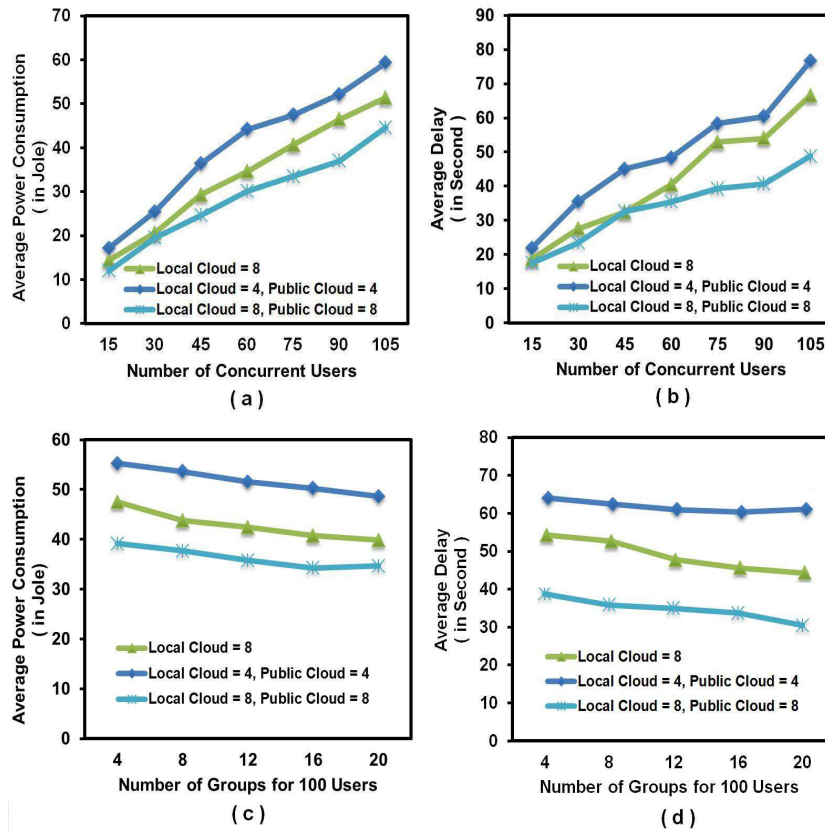 Average Power Consumption
( in Jole)
70
60
50
40
30
20
10
0
Local Cloud = 8
Local Cloud = 4, Public Cloud = 4
Local Cloud = 8, Public Cloud = 8
15 30 45 60 75 90 105
Number of Concurrent Users
( a )
Average Delay
( in Second)
90
80
70
60
50
40
30
20
10
0
Local Cloud = 8
Local Cloud = 4, Public Cloud = 4
Local Cloud = 8, Public Cloud = 8
15 30 45 60 75 90 105
Number of Concurrent Users
( b )
Average Power Consumption
( in Jole)
60
50
40
30
20
10
0
Local Cloud = 8
Local Cloud = 4, Public Cloud = 4
Local Cloud = 8, Public Cloud = 8
4 8 12 16 20
Number of Groups for 100 Users
( c )
Average Delay
( in Second )
80
70
60
50
40
30
20
10
0
Local Cloud = 8
Local Cloud = 4, Public Cloud = 4
Local Cloud = 8, Public Cloud = 8
4 8 12 16 20
Number of Groups for 100 Users
( d )